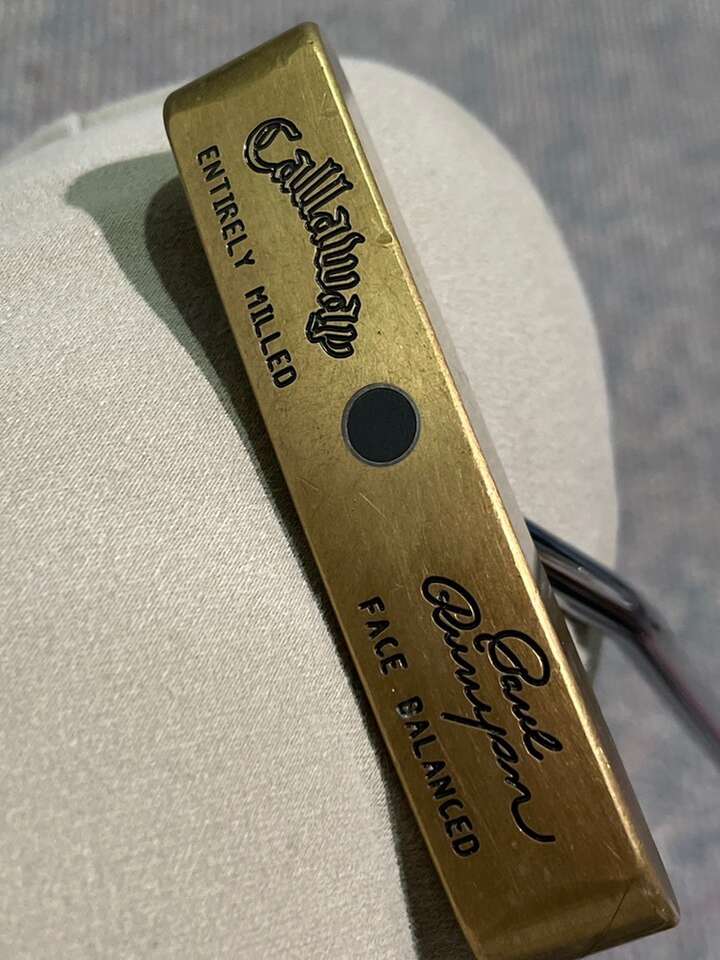 Callaway
ENTIRELY MILLED
Paul
Runyan
FACE BALANCED